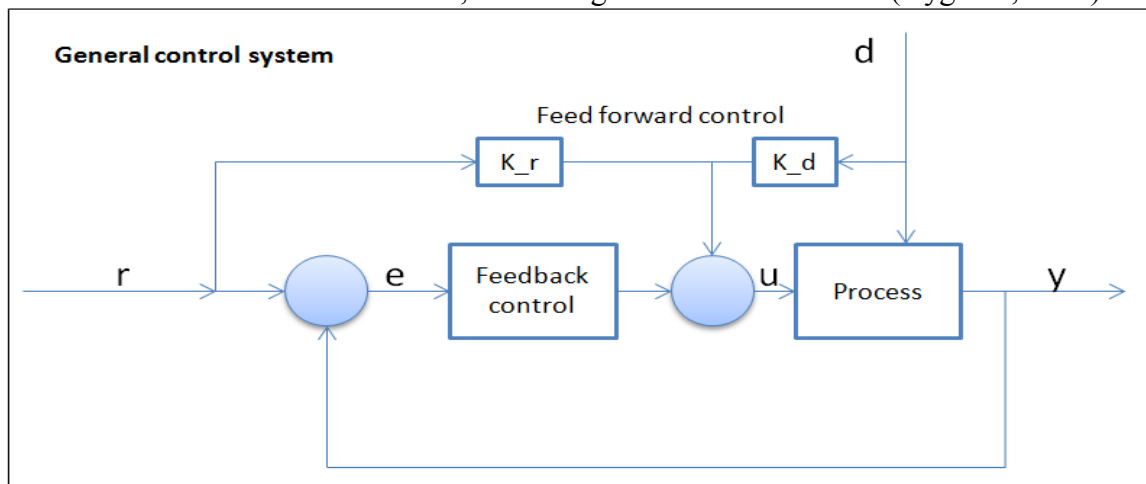 General control system
d
Feed forward control
K_r
K_d
r
e
Feedback
control
u
Process
y